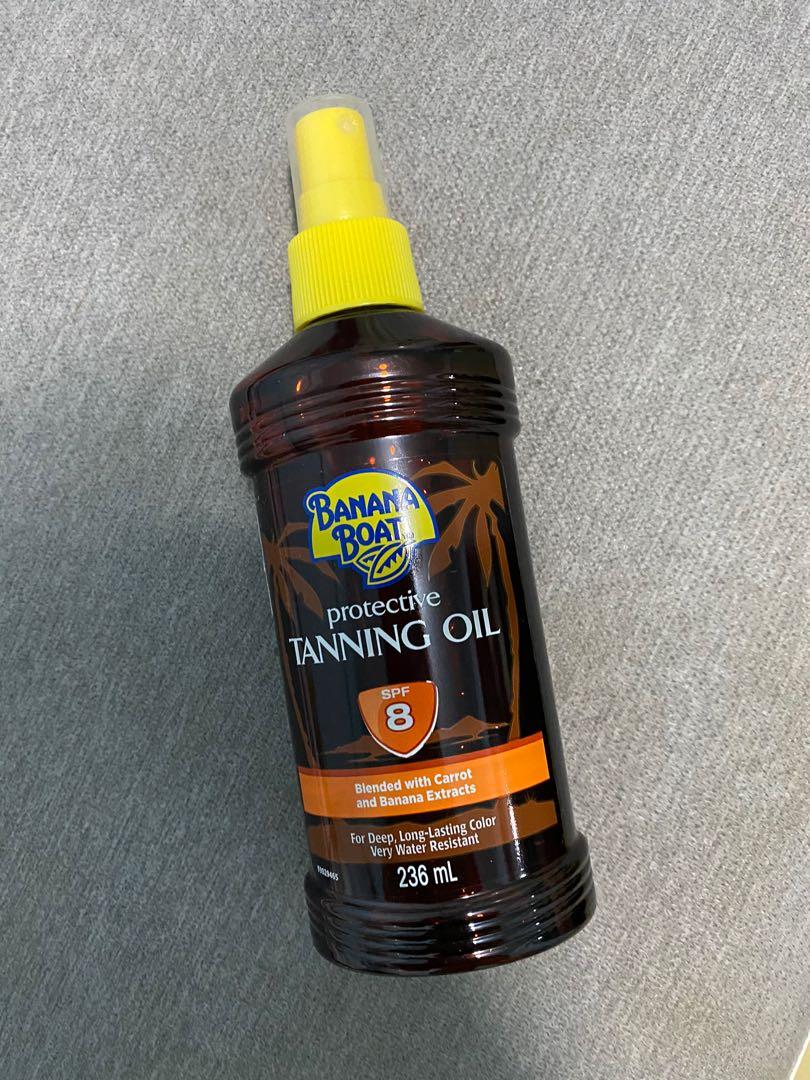 BANANA
BOAT
protective
TANNING OIL
SPF
8
Blended with Carrot
and Banana Extracts
For Deep, Long-Lasting Color
Very Water Resistant
236 mL